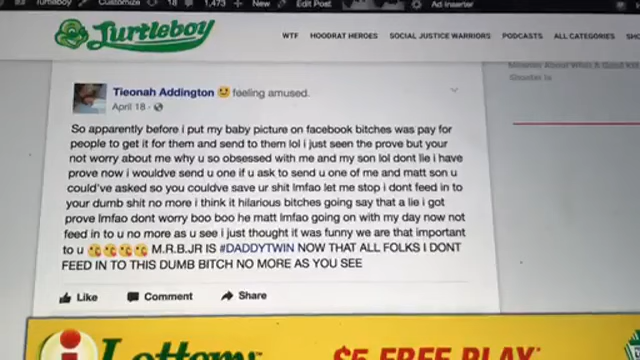 Turtleboy Customize 18 1,473 + New Edit Post Ad Inserter
Turtleboy
WTF HOODRAT HEROES SOCIAL JUSTICE WARRIORS PODCASTS ALL CATEGORIES
Tieonah Addington 😀 feeling amused.
April 18 ·
So apparently before i put my baby picture on facebook bitches was pay for
people to get it for them and send to them lol i just seen the prove but your
not worry about me why u so obsessed with me and my son lol dont lie i have
prove now i wouldve send u one if u ask to send u one of me and matt son u
could've asked so you couldve save ur shit lmfao let me stop i dont feed in to
your dumb shit no more i think it hilarious bitches going say that a lie i got
prove lmfao dont worry boo boo he matt lmfao going on with my day now not
feed in to u no more as u see i just thought it was funny we are that important
to u 😘😘😘😘 M.R.B.JR IS #DADDYTWIN NOW THAT ALL FOLKS I DONT
FEED IN TO THIS DUMB BITCH NO MORE AS YOU SEE
Like Comment Share
iLottery $5 FREE PLAY*